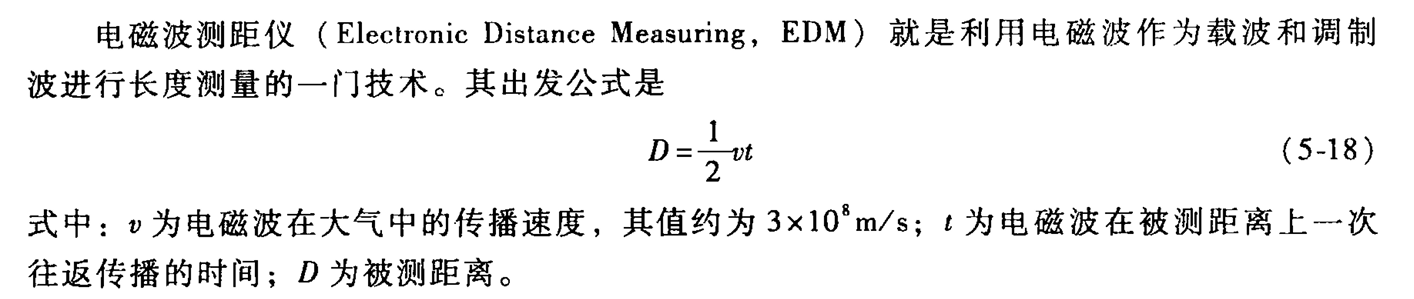 电磁波测距仪（Electronic Distance Measuring，EDM）就是利用电磁波作为载波和调制
波进行长度测量的一门技术。其出发公式是
D=\frac{1}{2}vt (5-18)
式中：v 为电磁波在大气中的传播速度，其值约为 3×10⁸m/s；t 为电磁波在被测距离上一次
往返传播的时间；D 为被测距离。